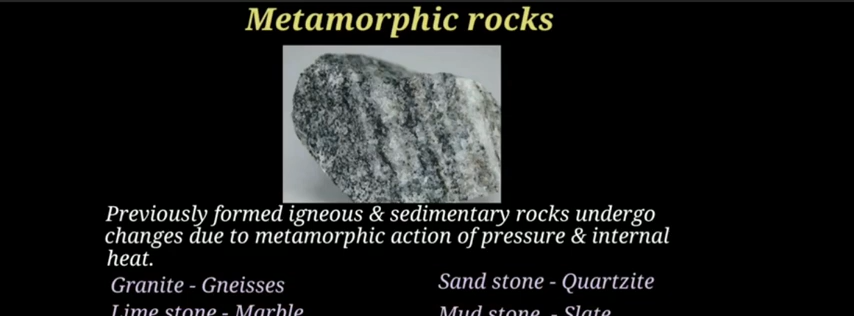 Metamorphic rocks
Previously formed igneous & sedimentary rocks undergo
changes due to metamorphic action of pressure & internal
heat.
Granite - Gneisses
Sand stone - Quartzite
Lime stone - Marble
Mud stone - Slate